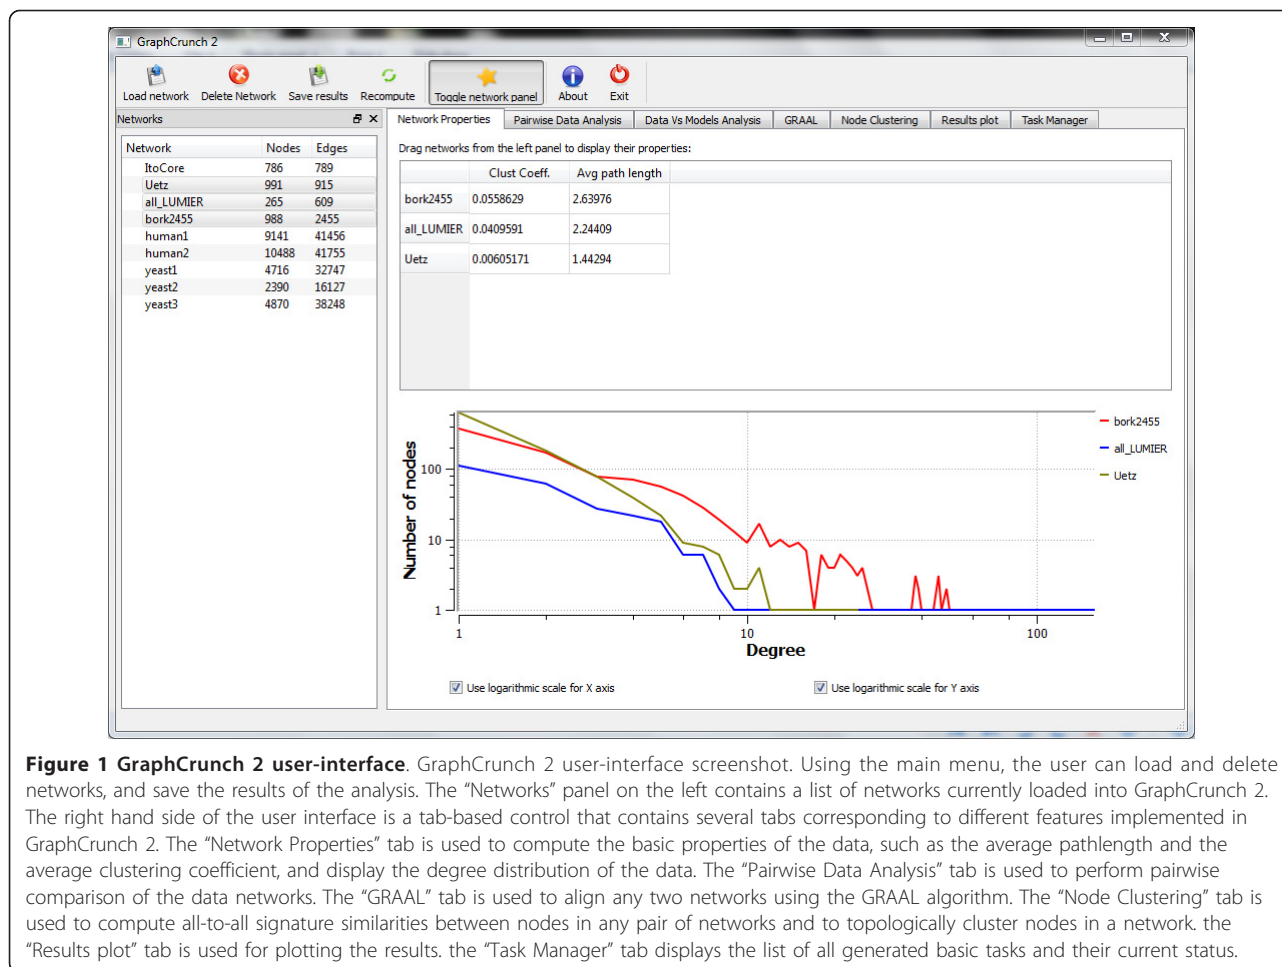 GraphCrunch 2
Load network Delete Network Save results Recompute Toggle network panel About Exit
Networks
Network Nodes Edges
ItoCore 786 789
Uetz 991 915
all_LUMIER 265 609
bork2455 988 2455
human1 9141 41456
human2 10488 41755
yeast1 4716 32747
yeast2 2390 16127
yeast3 4870 38248
Network Properties Pairwise Data Analysis Data Vs Models Analysis GRAAL Node Clustering Results plot Task Manager
Drag networks from the left panel to display their properties:
Clust Coeff. Avg path length
bork2455 0.0558629 2.63976
all_LUMIER 0.0409591 2.24409
Uetz 0.00605171 1.44294
Number of nodes
100
10
1
1 10 100
Degree
bork2455
all_LUMIER
Uetz
Use logarithmic scale for X axis Use logarithmic scale for Y axis
Figure 1 GraphCrunch 2 user-interface. GraphCrunch 2 user-interface screenshot. Using the main menu, the user can load and delete
networks, and save the results of the analysis. The “Networks” panel on the left contains a list of networks currently loaded into GraphCrunch 2.
The right hand side of the user interface is a tab-based control that contains several tabs corresponding to different features implemented in
GraphCrunch 2. The “Network Properties” tab is used to compute the basic properties of the data, such as the average pathlength and the
average clustering coefficient, and display the degree distribution of the data. The “Pairwise Data Analysis” tab is used to perform pairwise
comparison of the data networks. The “GRAAL” tab is used to align any two networks using the GRAAL algorithm. The “Node Clustering” tab is
used to compute all-to-all signature similarities between nodes in any pair of networks and to topologically cluster nodes in a network. the
“Results plot” tab is used for plotting the results. the “Task Manager” tab displays the list of all generated basic tasks and their current status.